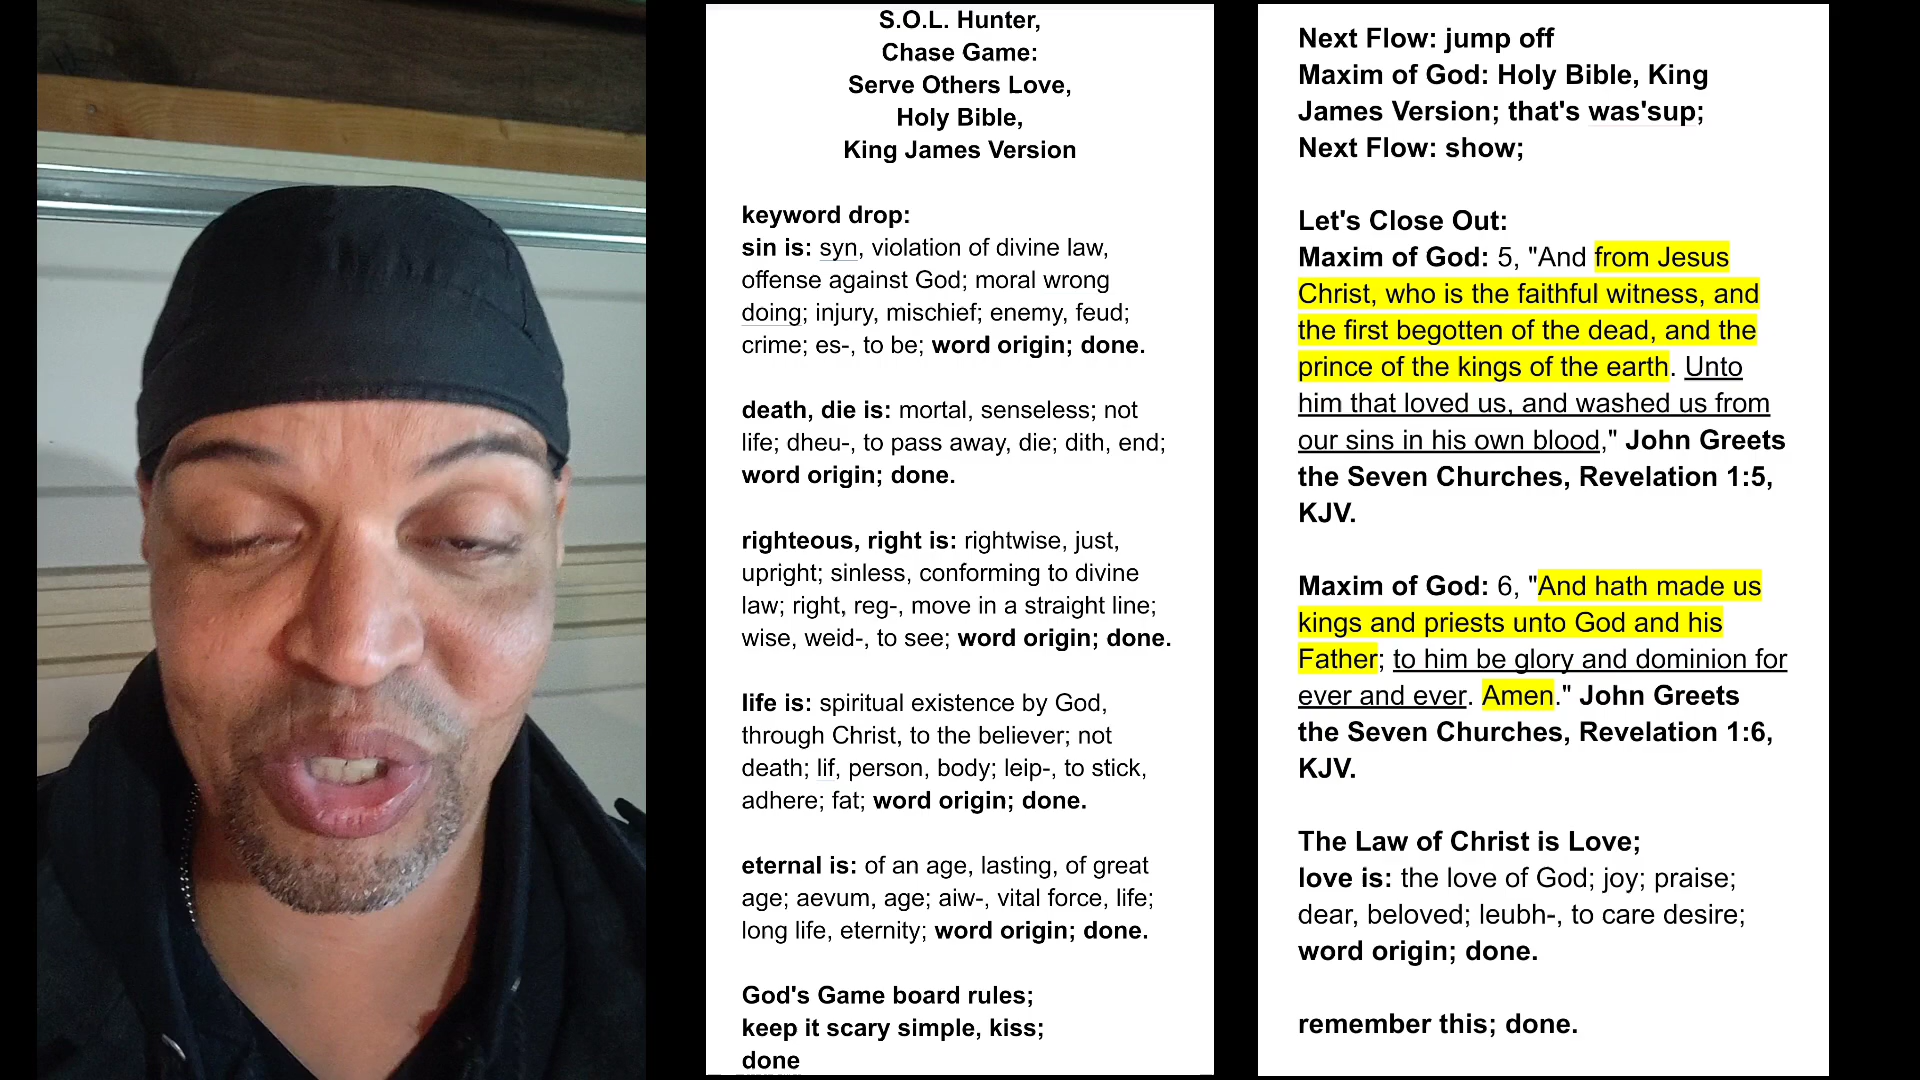 S.O.L. Hunter,
Chase Game:
Serve Others Love,
Holy Bible,
King James Version
keyword drop:
sin is: syn, violation of divine law,
offense against God; moral wrong
doing; injury, mischief; enemy, feud;
crime; es-, to be; word origin; done.
death, die is: mortal, senseless; not
life; dheu-, to pass away, die; dith, end;
word origin; done.
righteous, right is: rightwise, just,
upright; sinless, conforming to divine
law; right, reg-, move in a straight line;
wise, weid-, to see; word origin; done.
life is: spiritual existence by God,
through Christ, to the believer; not
death; lif, person, body; leip-, to stick,
adhere; fat; word origin; done.
eternal is: of an age, lasting, of great
age; aevum, age; aiw-, vital force, life;
long life, eternity; word origin; done.
God's Game board rules;
keep it scary simple, kiss;
done
Next Flow: jump off
Maxim of God: Holy Bible, King
James Version; that's was'sup;
Next Flow: show;
Let's Close Out:
Maxim of God: 5, "And from Jesus
Christ, who is the faithful witness, and
the first begotten of the dead, and the
prince of the kings of the earth. Unto
him that loved us, and washed us from
our sins in his own blood," John Greets
the Seven Churches, Revelation 1:5,
KJV.
Maxim of God: 6, "And hath made us
kings and priests unto God and his
Father; to him be glory and dominion for
ever and ever. Amen." John Greets
the Seven Churches, Revelation 1:6,
KJV.
The Law of Christ is Love;
love is: the love of God; joy; praise;
dear, beloved; leubh-, to care desire;
word origin; done.
remember this; done.